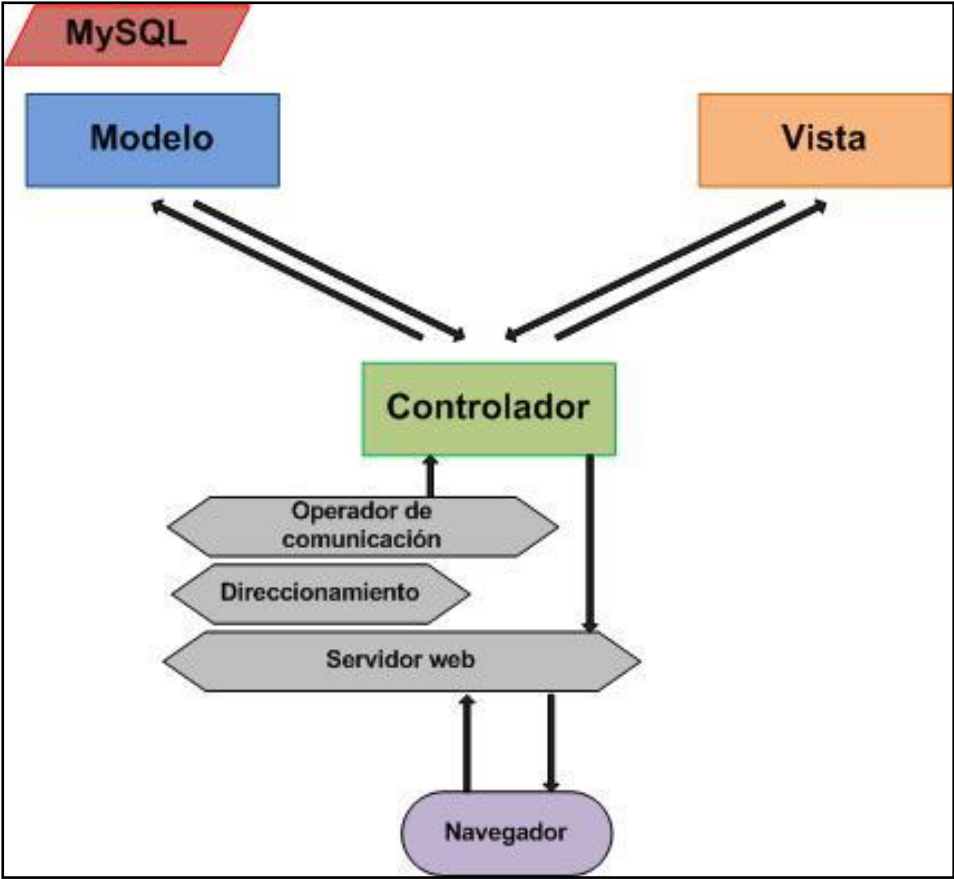 MySQL
Modelo
Vista
Controlador
Operador de
comunicación
Direccionamiento
Servidor web
Navegador